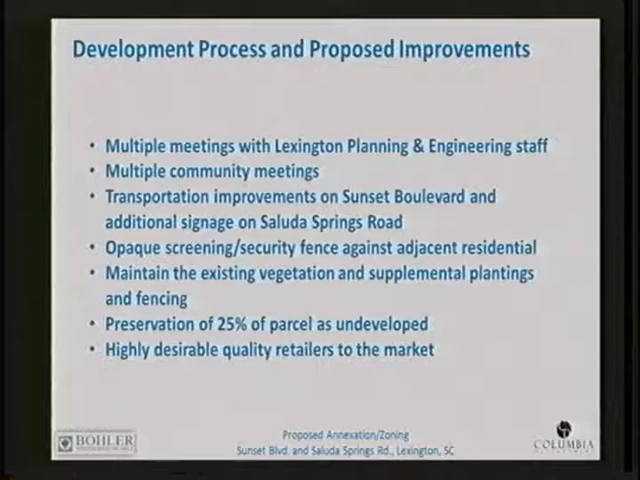 Development Process and Proposed Improvements
• Multiple meetings with Lexington Planning & Engineering staff
• Multiple community meetings
• Transportation improvements on Sunset Boulevard and
additional signage on Saluda Springs Road
• Opaque screening/security fence against adjacent residential
• Maintain the existing vegetation and supplemental plantings
and fencing
• Preservation of 25% of parcel as undeveloped
• Highly desirable quality retailers to the market
BOHLER
Proposed Annexation/Zoning
Sunset Blvd. and Saluda Springs Rd., Lexington, SC
COLUMBIA